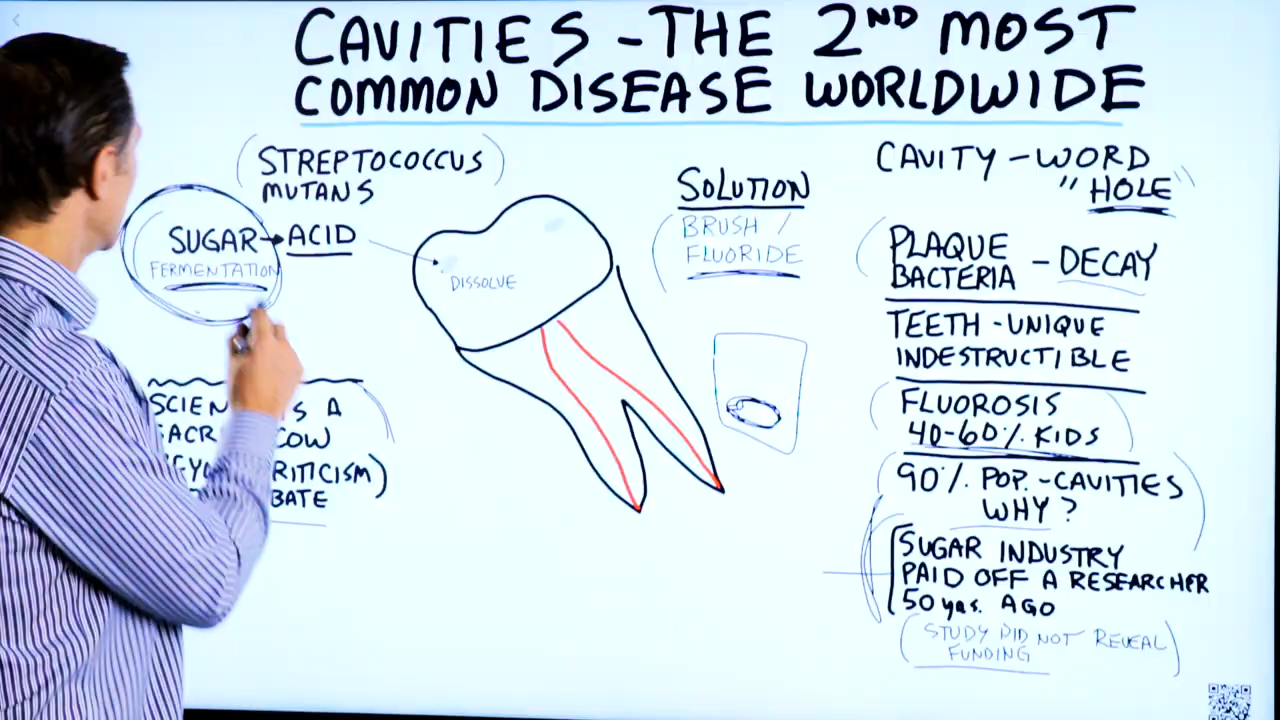 CAVITIES - THE 2ND MOST
COMMON DISEASE WORLDWIDE
(STREPTOCOCCUS
MUTANS)
SUGAR → ACID
FERMENTATION
DISSOLVE
SOLUTION
(BRUSH /
FLUORIDE
CAVITY - WORD
"HOLE"
(PLAQUE
BACTERIA - DECAY
TEETH - UNIQUE
INDESTRUCTIBLE
(FLUOROSIS
40-60% KIDS)
(90% POP. - CAVITIES
WHY?)
[SUGAR INDUSTRY
PAID OFF A RESEARCHER
50 yrs. AGO
(STUDY DID NOT REVEAL
FUNDING)
IS A
COW